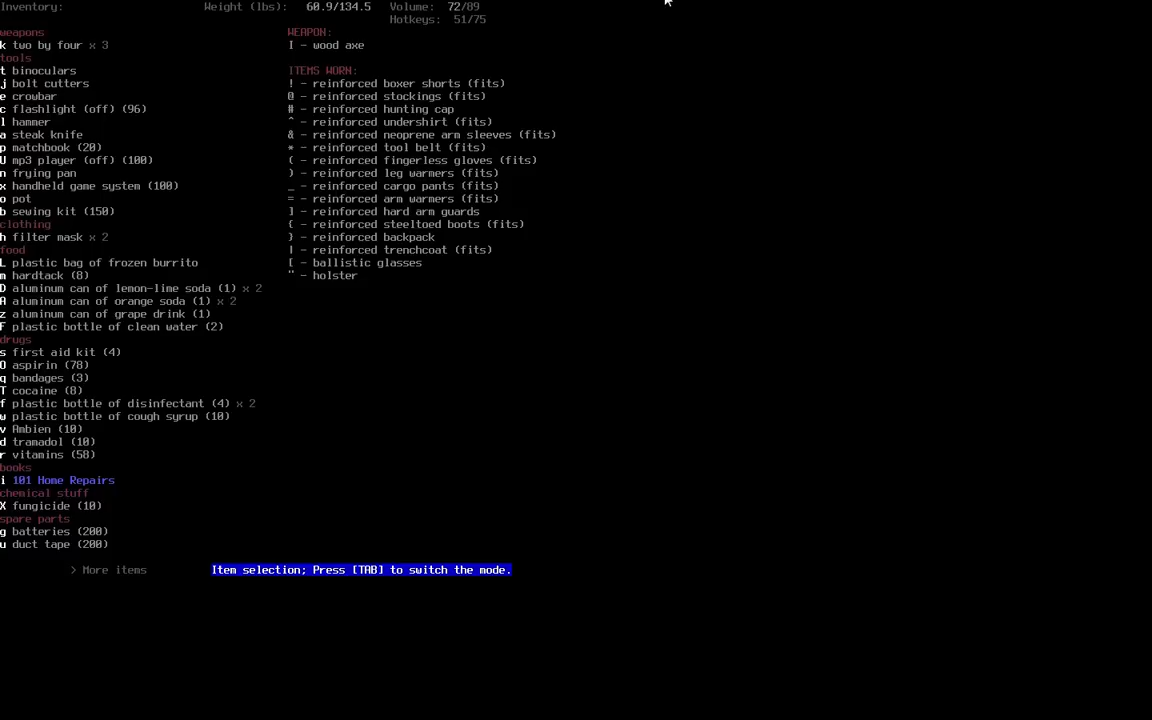 Inventory: Weight (lbs): 60.9/134.5 Volume: 72/89
Hotkeys: 51/75
weapons
k two by four x 3
tools
t binoculars
j bolt cutters
e crowbar
c flashlight (off) (96)
l hammer
a steak knife
p matchbook (20)
U mp3 player (off) (100)
n frying pan
x handheld game system (100)
o pot
b sewing kit (150)
clothing
h filter mask x 2
food
L plastic bag of frozen burrito
m hardtack (8)
D aluminum can of lemon-lime soda (1) x 2
A aluminum can of orange soda (1) x 2
z aluminum can of grape drink (1)
F plastic bottle of clean water (2)
drugs
s first aid kit (4)
O aspirin (78)
q bandages (3)
T cocaine (8)
f plastic bottle of disinfectant (4) x 2
w plastic bottle of cough syrup (10)
v Ambien (10)
d tramadol (10)
r vitamins (58)
books
i 101 Home Repairs
chemical stuff
X fungicide (10)
spare parts
g batteries (200)
u duct tape (200)
WEAPON:
I - wood axe
ITEMS WORN:
! - reinforced boxer shorts (fits)
@ - reinforced stockings (fits)
# - reinforced hunting cap
^ - reinforced undershirt (fits)
& - reinforced neoprene arm sleeves (fits)
* - reinforced tool belt (fits)
( - reinforced fingerless gloves (fits)
) - reinforced leg warmers (fits)
_ - reinforced cargo pants (fits)
= - reinforced arm warmers (fits)
] - reinforced hard arm guards
{ - reinforced steeltoed boots (fits)
} - reinforced backpack
| - reinforced trenchcoat (fits)
[ - ballistic glasses
" - holster
> More items Item selection; Press [TAB] to switch the mode.